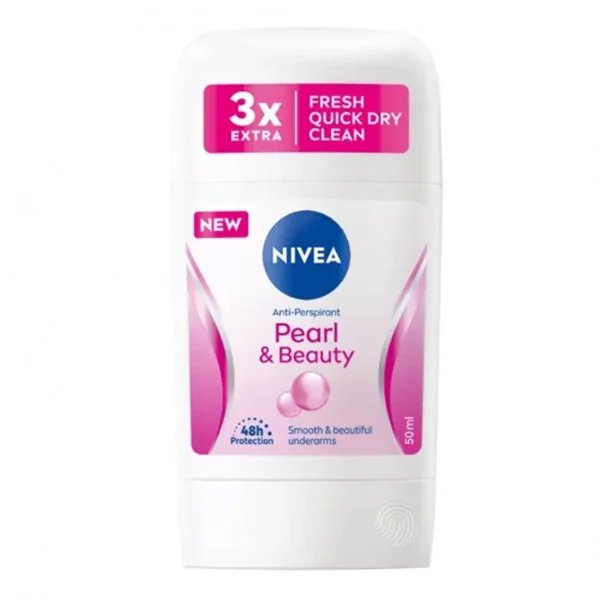 3x
EXTRA
FRESH
QUICK DRY
CLEAN
NEW
NIVEA
Anti-Perspirant
Pearl
& Beauty
48h
Protection
Smooth & beautiful
underarms
50 ml